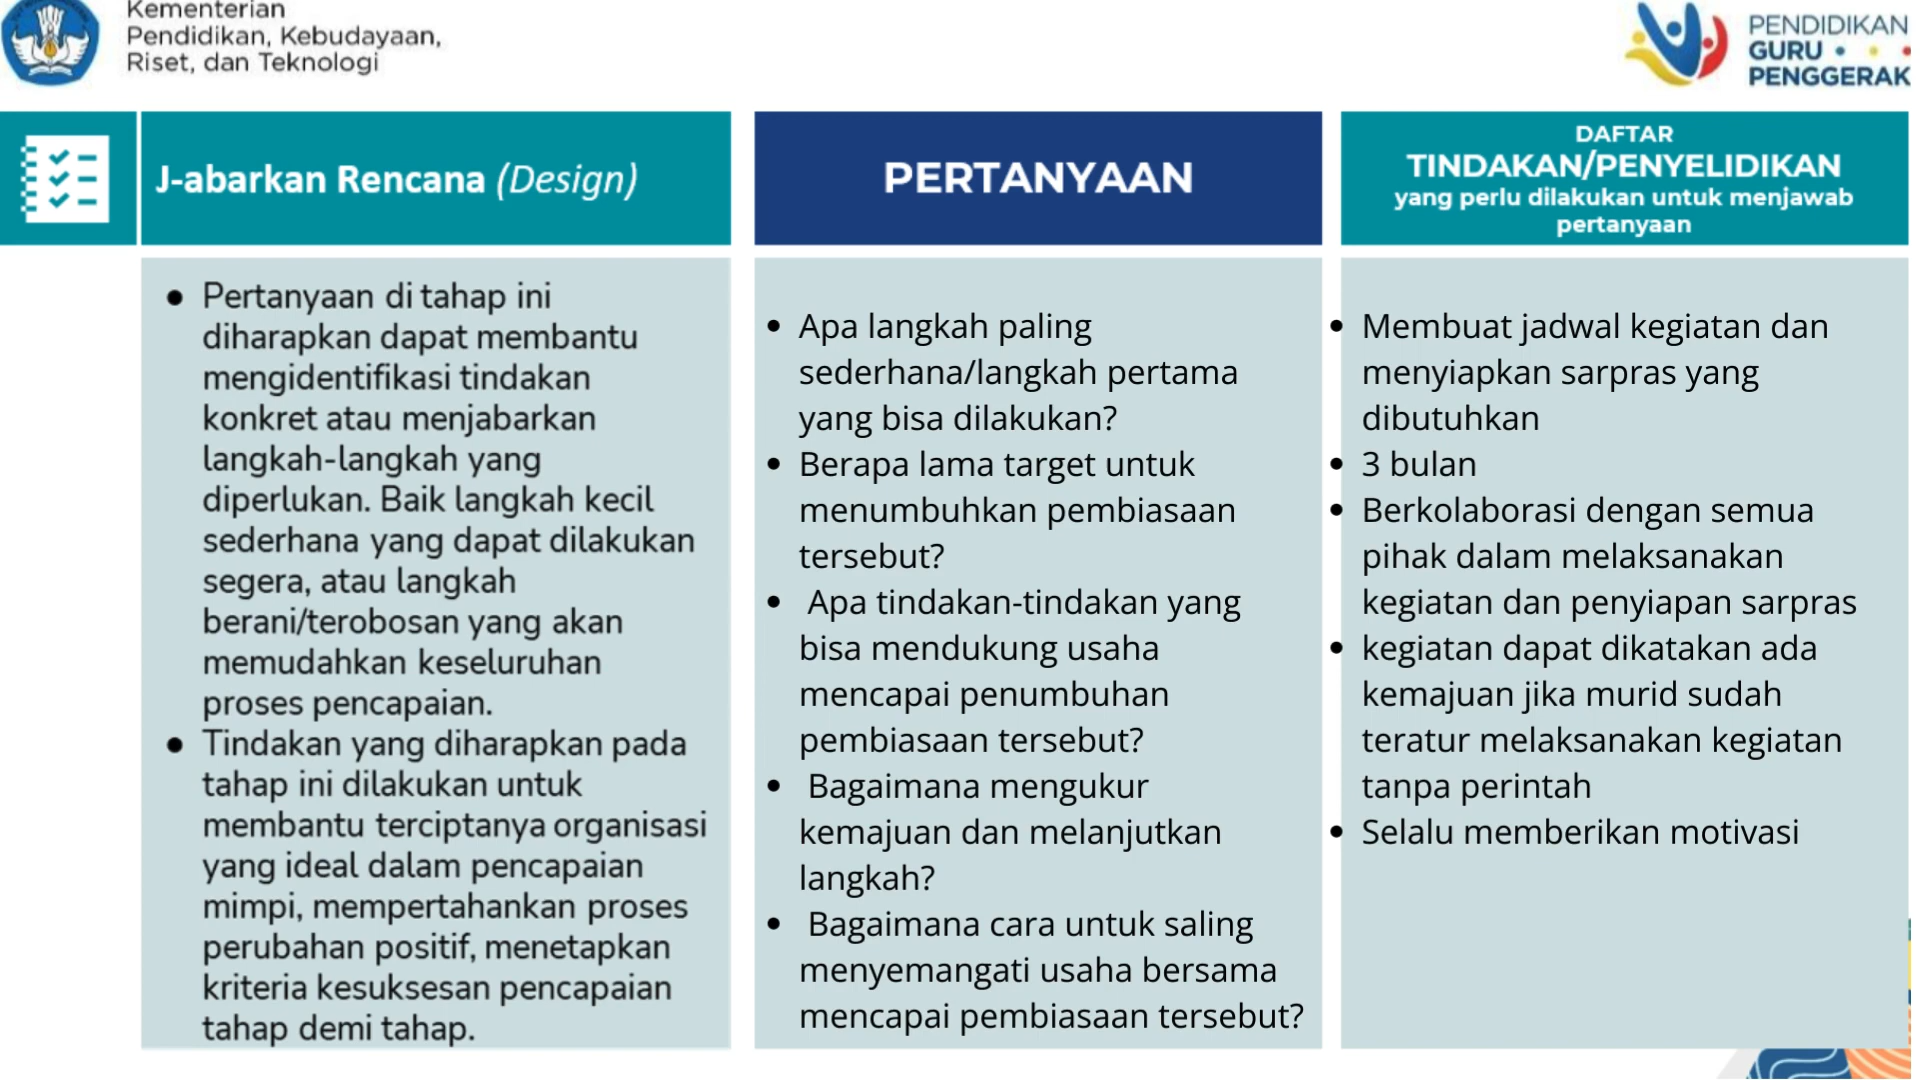 Kementerian
Pendidikan, Kebudayaan,
Riset, dan Teknologi
PENDIDIKAN
GURU
PENGGERAK
J-abarkan Rencana (Design)
PERTANYAAN
DAFTAR
TINDAKAN/PENYELIDIKAN
yang perlu dilakukan untuk menjawab
pertanyaan
● Pertanyaan di tahap ini
diharapkan dapat membantu
mengidentifikasi tindakan
konkret atau menjabarkan
langkah-langkah yang
diperlukan. Baik langkah kecil
sederhana yang dapat dilakukan
segera, atau langkah
berani/terobosan yang akan
memudahkan keseluruhan
proses pencapaian.
● Tindakan yang diharapkan pada
tahap ini dilakukan untuk
membantu terciptanya organisasi
yang ideal dalam pencapaian
mimpi, mempertahankan proses
perubahan positif, menetapkan
kriteria kesuksesan pencapaian
tahap demi tahap.
• Apa langkah paling
sederhana/langkah pertama
yang bisa dilakukan?
• Berapa lama target untuk
menumbuhkan pembiasaan
tersebut?
• Apa tindakan-tindakan yang
bisa mendukung usaha
mencapai penumbuhan
pembiasaan tersebut?
• Bagaimana mengukur
kemajuan dan melanjutkan
langkah?
• Bagaimana cara untuk saling
menyemangati usaha bersama
mencapai pembiasaan tersebut?
• Membuat jadwal kegiatan dan
menyiapkan sarpras yang
dibutuhkan
• 3 bulan
• Berkolaborasi dengan semua
pihak dalam melaksanakan
kegiatan dan penyiapan sarpras
• kegiatan dapat dikatakan ada
kemajuan jika murid sudah
teratur melaksanakan kegiatan
tanpa perintah
• Selalu memberikan motivasi